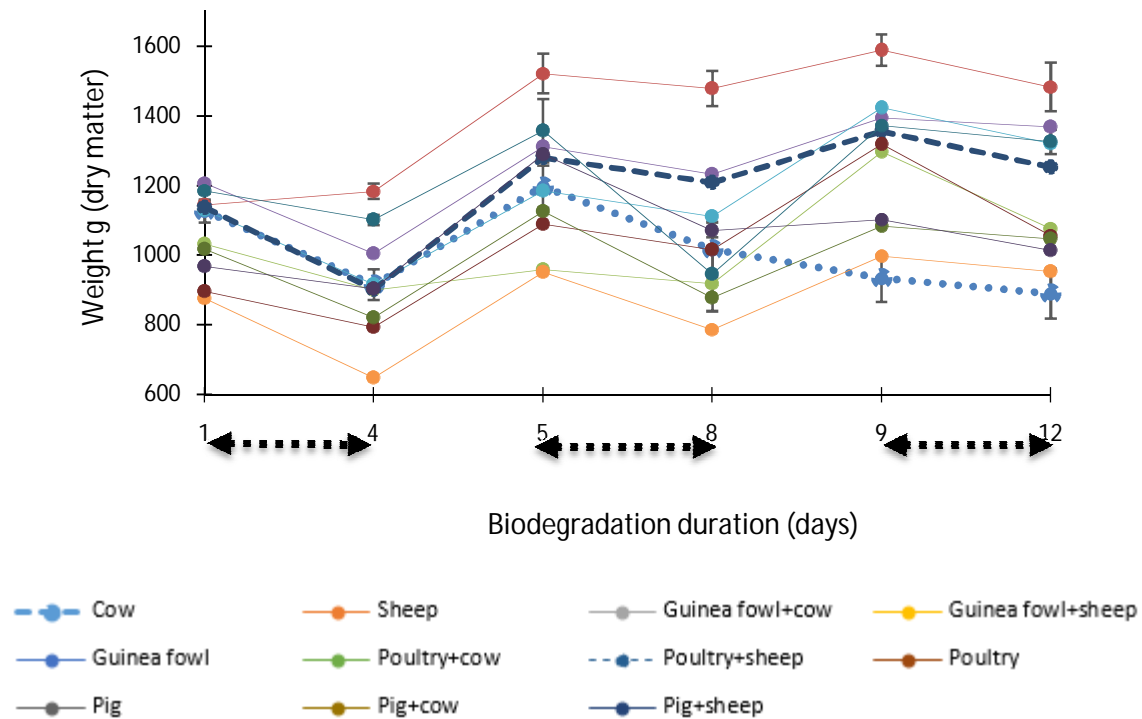 Weight g (dry matter)
1600
1400
1200
1000
800
600
1 4 5 8 9 12
Biodegradation duration (days)
Cow Sheep Guinea fowl+cow Guinea fowl+sheep
Guinea fowl Poultry+cow Poultry+sheep Poultry
Pig Pig+cow Pig+sheep